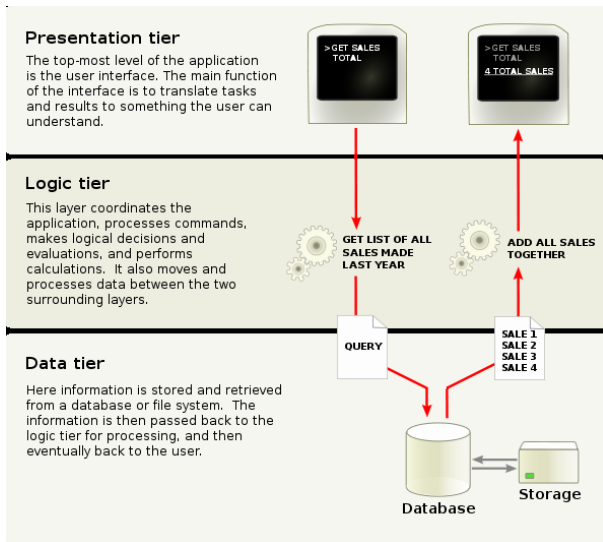 Presentation tier
The top-most level of the application
is the user interface. The main function
of the interface is to translate tasks
and results to something the user can
understand.
>GET SALES
TOTAL
>GET SALES
TOTAL
4 TOTAL SALES
Logic tier
This layer coordinates the
application, processes commands,
makes logical decisions and
evaluations, and performs
calculations. It also moves and
processes data between the two
surrounding layers.
GET LIST OF ALL
SALES MADE
LAST YEAR
ADD ALL SALES
TOGETHER
QUERY
SALE 1
SALE 2
SALE 3
SALE 4
Data tier
Here information is stored and retrieved
from a database or file system. The
information is then passed back to the
logic tier for processing, and then
eventually back to the user.
Database
Storage